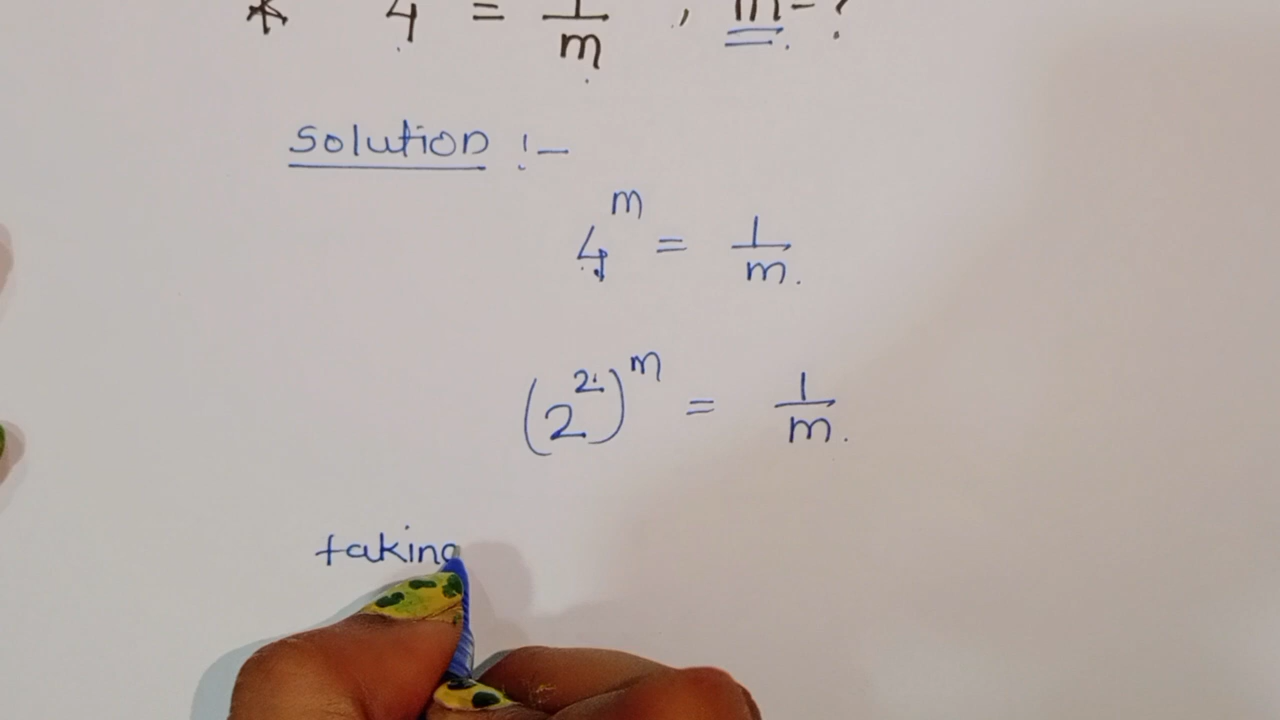 * 4 = 1/m , m = ?
Solution :-
4^m = 1/m.
(2^2)^m = 1/m.
taking